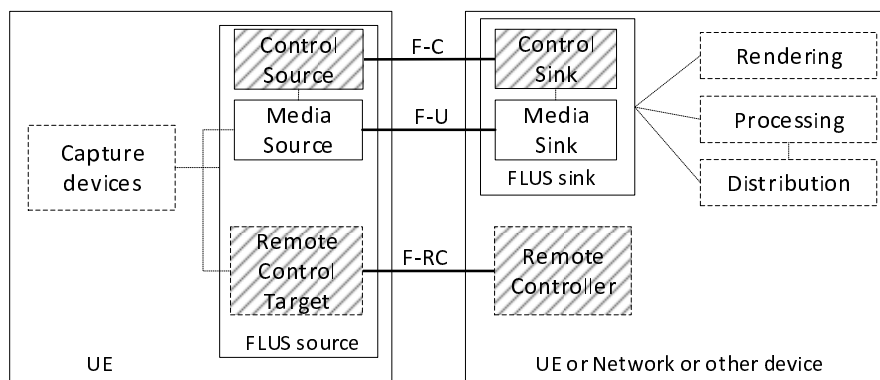 Control
Source
F-C
Control
Sink
Rendering
Media
Source
F-U
Media
Sink
Processing
Capture
devices
FLUS sink
Distribution
Remote
Control
Target
F-RC
Remote
Controller
FLUS source
UE
UE or Network or other device